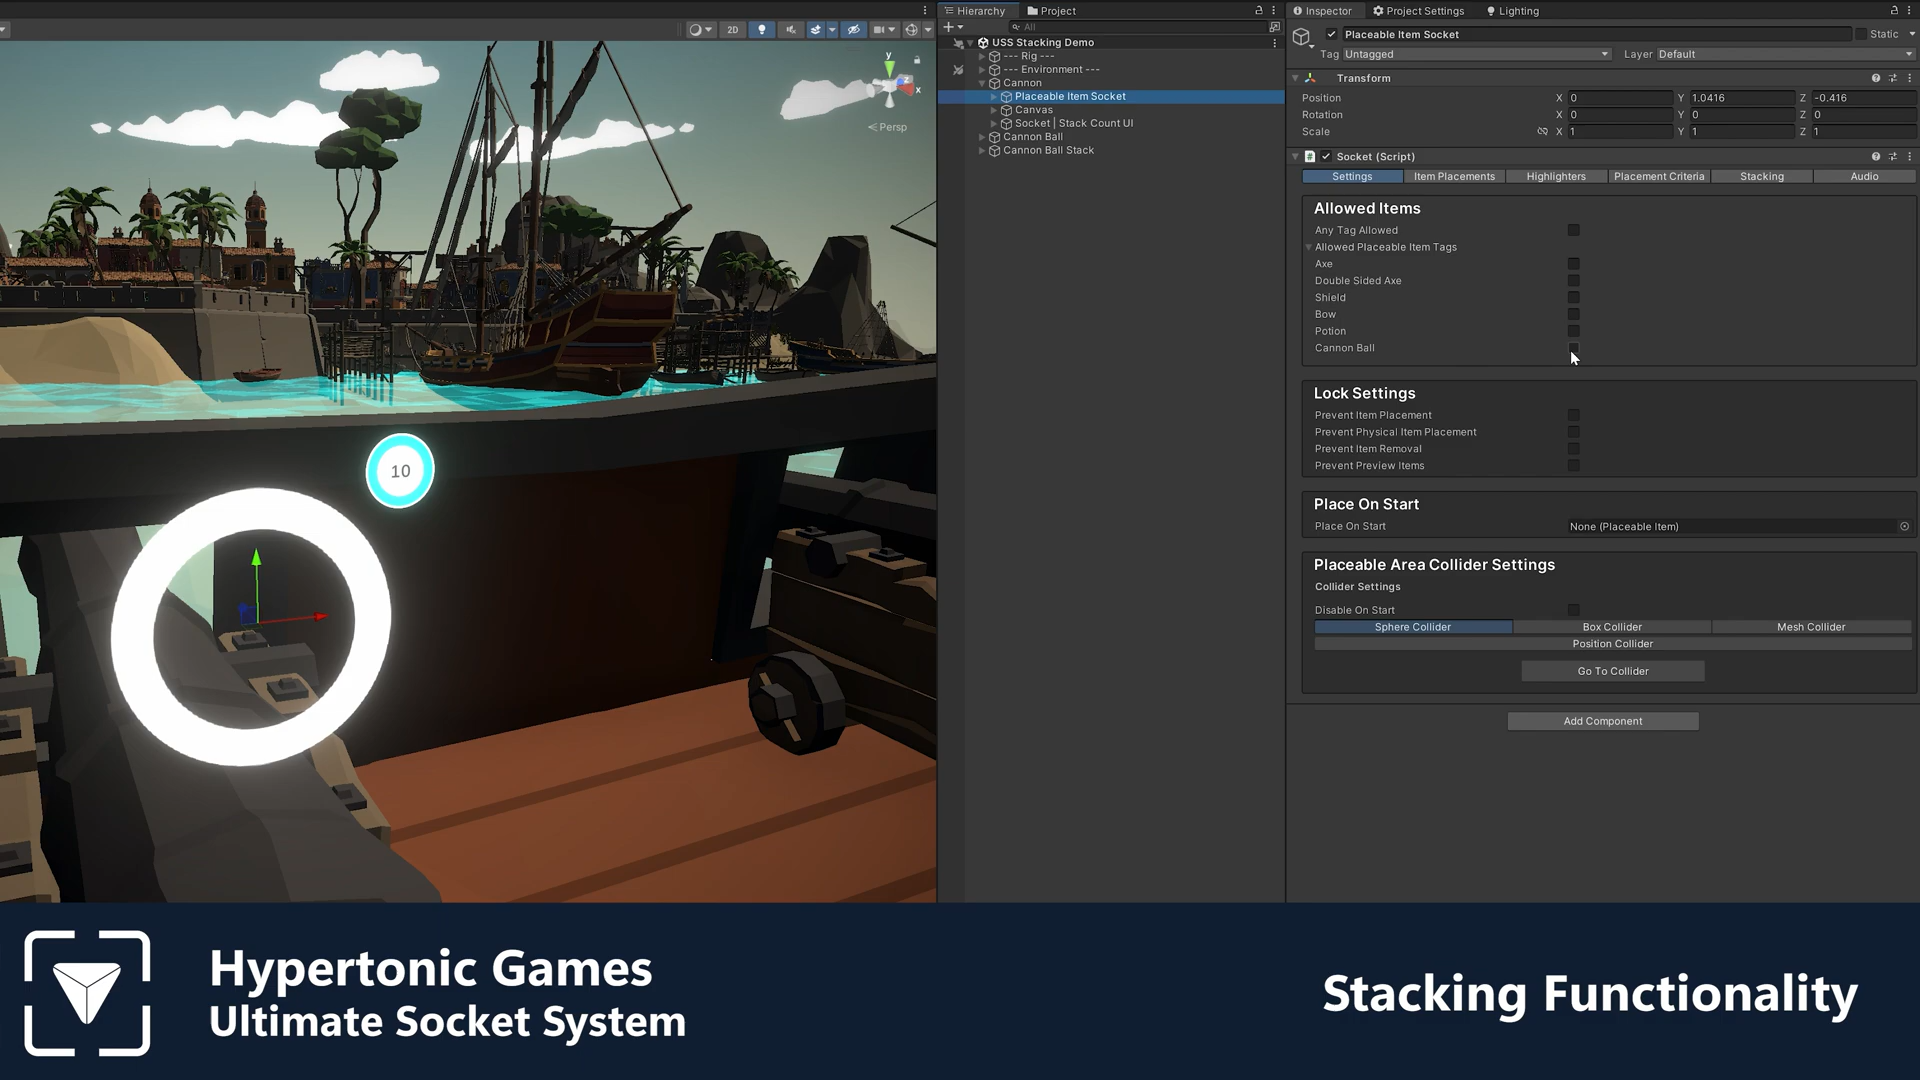 2D
y
x
Persp
10
Hierarchy
Project
All
USS Stacking Demo
--- Rig ---
--- Environment ---
Cannon
Placeable Item Socket
Canvas
Socket | Stack Count UI
Cannon Ball
Cannon Ball Stack
Inspector
Project Settings
Lighting
Placeable Item Socket
Static
Tag Untagged Layer Default
Transform
Position X 0 Y 1.0416 Z -0.416
Rotation X 0 Y 0 Z 0
Scale X 1 Y 1 Z 1
# Socket (Script)
Settings Item Placements Highlighters Placement Criteria Stacking Audio
Allowed Items
Any Tag Allowed
Allowed Placeable Item Tags
Axe
Double Sided Axe
Shield
Bow
Potion
Cannon Ball
Lock Settings
Prevent Item Placement
Prevent Physical Item Placement
Prevent Item Removal
Prevent Preview Items
Place On Start
Place On Start None (Placeable Item)
Placeable Area Collider Settings
Collider Settings
Disable On Start
Sphere Collider Box Collider Mesh Collider
Position Collider
Go To Collider
Add Component
Hypertonic Games
Ultimate Socket System
Stacking Functionality